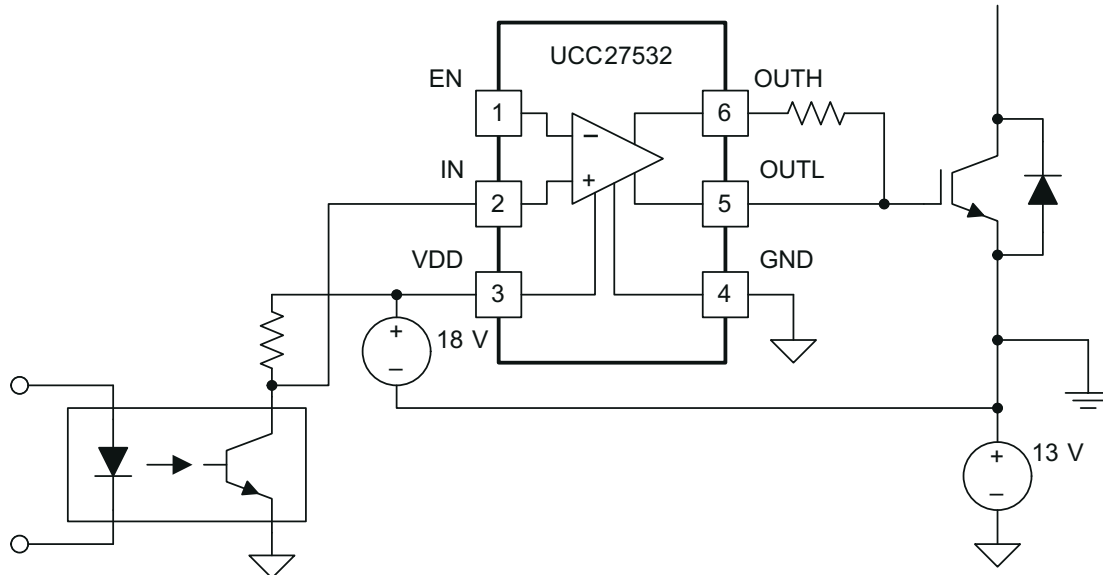 UCC27532
EN
OUTH
1
6
−
IN
OUTL
+
2
5
VDD
GND
3
4
+
18 V
−
+
13 V
−